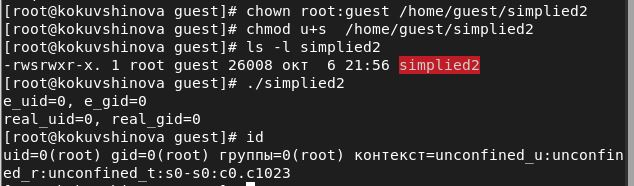 [root@kokuvshinova guest]# chown root:guest /home/guest/simplied2
[root@kokuvshinova guest]# chmod u+s  /home/guest/simplied2
[root@kokuvshinova guest]# ls -l simplied2
-rwsrwxr-x. 1 root guest 26008 окт  6 21:56 simplied2
[root@kokuvshinova guest]# ./simplied2
e_uid=0, e_gid=0
real_uid=0, real_gid=0
[root@kokuvshinova guest]# id
uid=0(root) gid=0(root) группы=0(root) контекст=unconfined_u:unconfin
ed_r:unconfined_t:s0-s0:c0.c1023